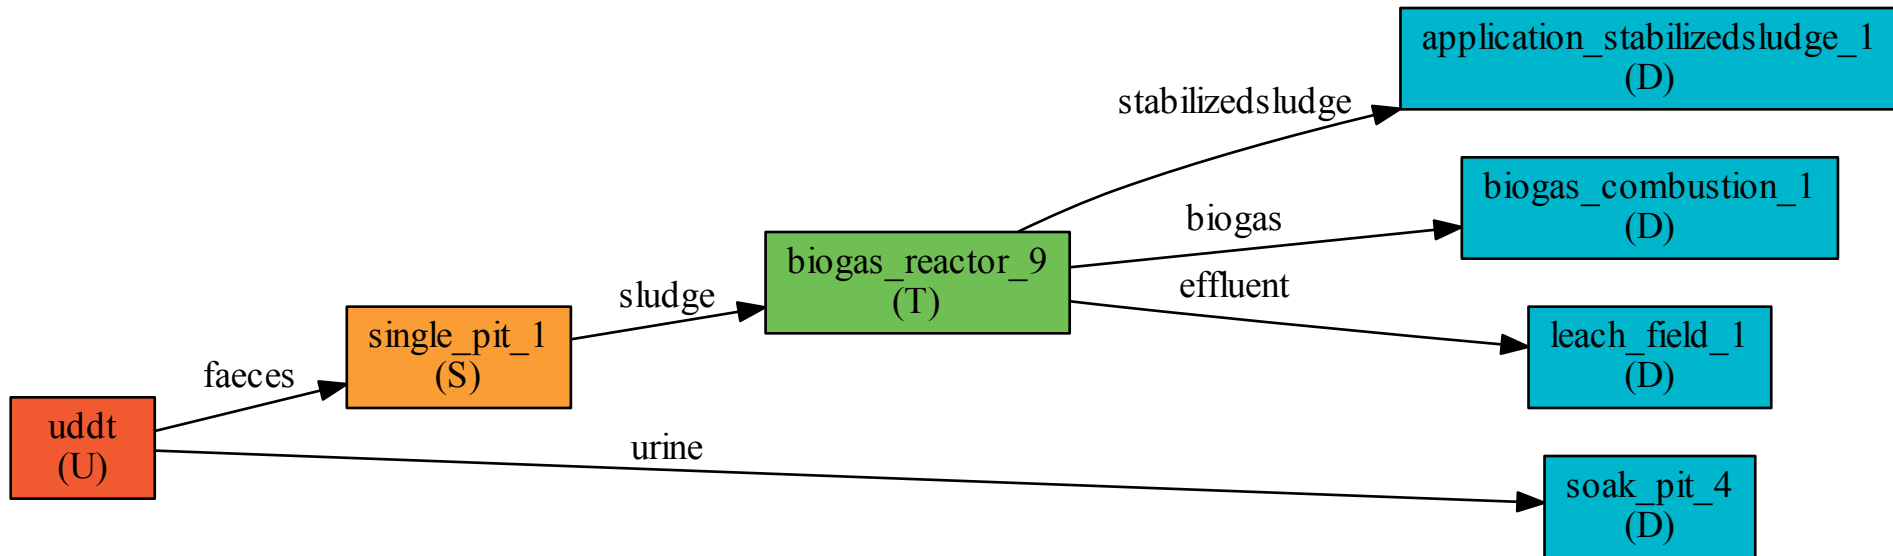 uddt
(U)
faeces
urine
single_pit_1
(S)
sludge
biogas_reactor_9
(T)
stabilizedsludge
biogas
effluent
application_stabilizedsludge_1
(D)
biogas_combustion_1
(D)
leach_field_1
(D)
soak_pit_4
(D)